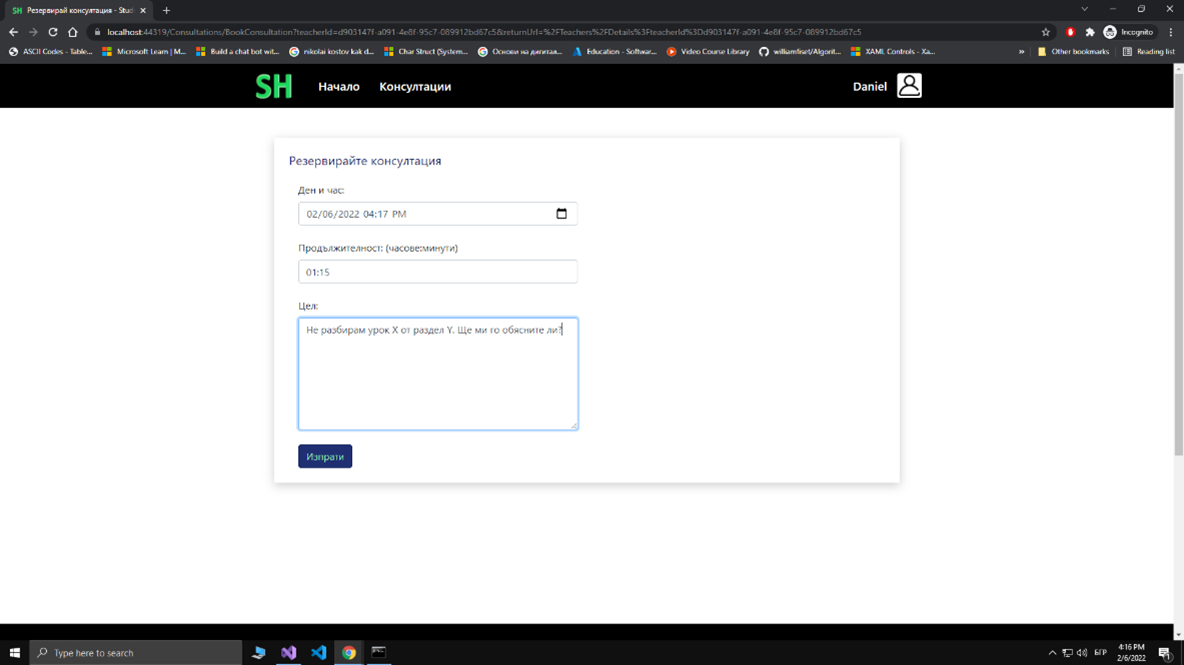 SH Резервирай консултация - Stud
localhost:44319/Consultations/BookConsultation?teacherId=d903147f-a091-4e8f-95c7-089912bd67c5&returnUrl=%2FTeachers%2FDetails%3FteacherId%3Dd903147f-a091-4e8f-95c7-089912bd67c5
Incognito
ASCII Codes - Table... Microsoft Learn | M... Build a chat bot wit... nikolai kostov kak d... Char Struct (System... Основи на дигитал... Education - Softwar... Video Course Library williamfiset/Algorit... XAML Controls - Xa... » Other bookmarks Reading list
SH Начало Консултации Daniel
Резервирайте консултация
Ден и час:
02/06/2022 04:17 PM
Продължителност: (часове:минути)
01:15
Цел:
Не разбирам урок X от раздел Y. Ще ми го обясните ли?
Изпрати
Type here to search
БГР
4:16 PM
2/6/2022
1